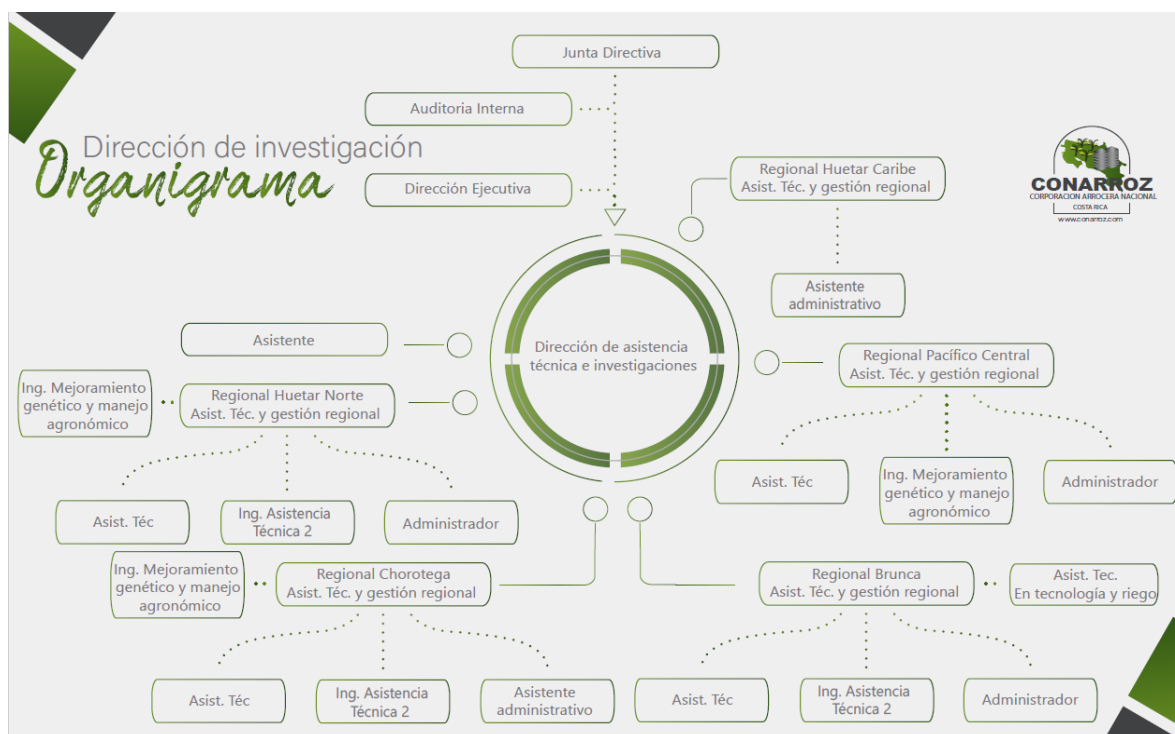 Junta Directiva
Auditoria Interna
Dirección de investigación
Organigrama
Dirección Ejecutiva
Regional Huetar Caribe
Asist. Téc. y gestión regional
CONARROZ
CORPORACION ARROCERA NACIONAL
COSTA RICA
www.conarroz.com
Asistente
administrativo
Asistente
Dirección de asistencia
técnica e investigaciones
Regional Pacífico Central
Asist. Téc. y gestión regional
Ing. Mejoramiento
genético y manejo
agronómico
Regional Huetar Norte
Asist. Téc. y gestión regional
Asist. Téc
Ing. Mejoramiento
genético y manejo
agronómico
Administrador
Asist. Téc
Ing. Asistencia
Técnica 2
Administrador
Ing. Mejoramiento
genético y manejo
agronómico
Regional Chorotega
Asist. Téc. y gestión regional
Regional Brunca
Asist. Téc. y gestión regional
Asist. Tec.
En tecnología y riego
Asist. Téc
Ing. Asistencia
Técnica 2
Asistente
administrativo
Asist. Téc
Ing. Asistencia
Técnica 2
Administrador